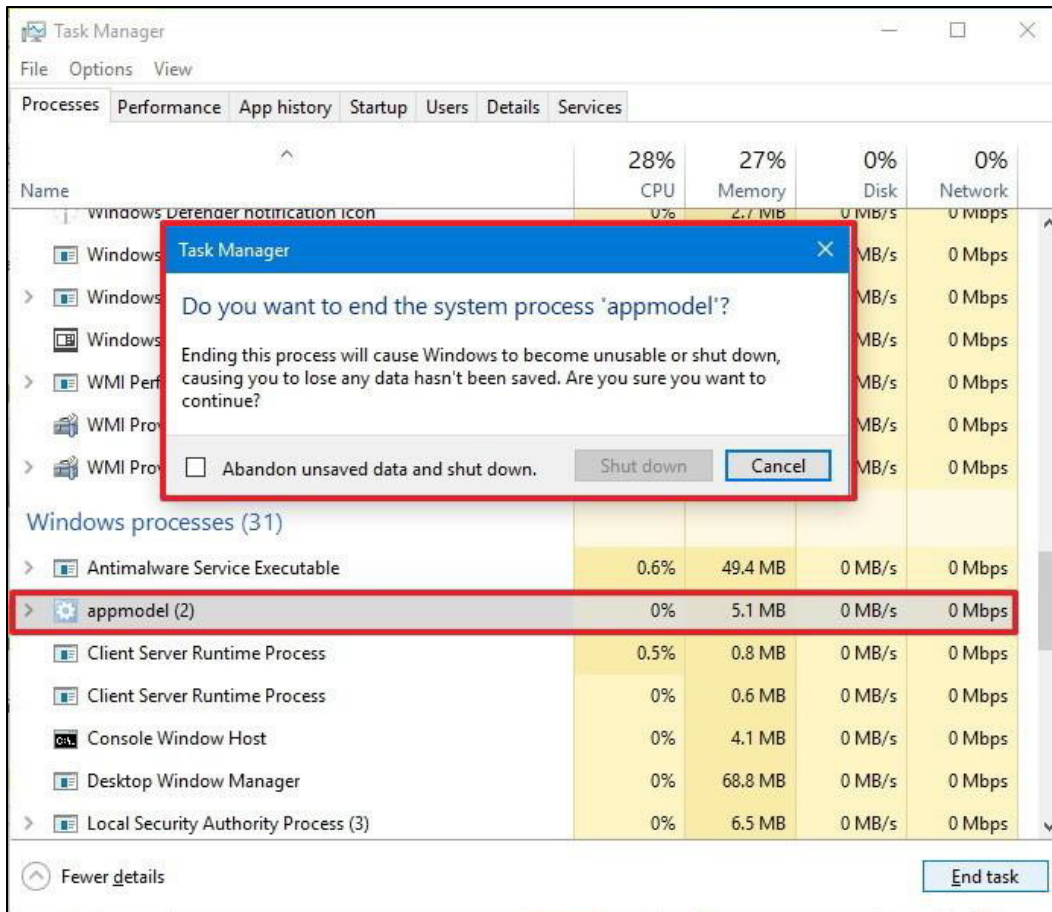 Task Manager
File Options View
Processes Performance App history Startup Users Details Services
28% 27% 0% 0%
Name CPU Memory Disk Network
Windows Defender notification icon 0% 2.7 MB 0 MB/s 0 Mbps
Windows MB/s 0 Mbps
Windows MB/s 0 Mbps
Windows MB/s 0 Mbps
WMI Perf MB/s 0 Mbps
WMI Prov MB/s 0 Mbps
WMI Prov MB/s 0 Mbps
Task Manager
Do you want to end the system process 'appmodel'?
Ending this process will cause Windows to become unusable or shut down,
causing you to lose any data hasn't been saved. Are you sure you want to
continue?
Abandon unsaved data and shut down. Shut down Cancel
Windows processes (31)
Antimalware Service Executable 0.6% 49.4 MB 0 MB/s 0 Mbps
appmodel (2) 0% 5.1 MB 0 MB/s 0 Mbps
Client Server Runtime Process 0.5% 0.8 MB 0 MB/s 0 Mbps
Client Server Runtime Process 0% 0.6 MB 0 MB/s 0 Mbps
Console Window Host 0% 4.1 MB 0 MB/s 0 Mbps
Desktop Window Manager 0% 68.8 MB 0 MB/s 0 Mbps
Local Security Authority Process (3) 0% 6.5 MB 0 MB/s 0 Mbps
Fewer details End task